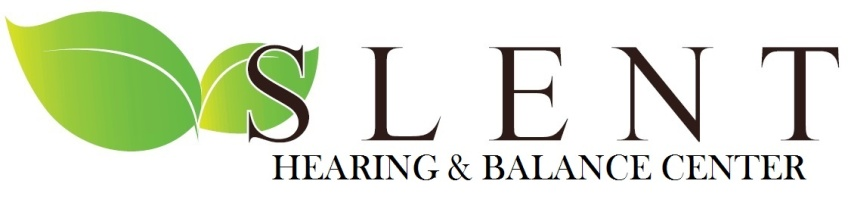 SLENT
HEARING & BALANCE CENTER